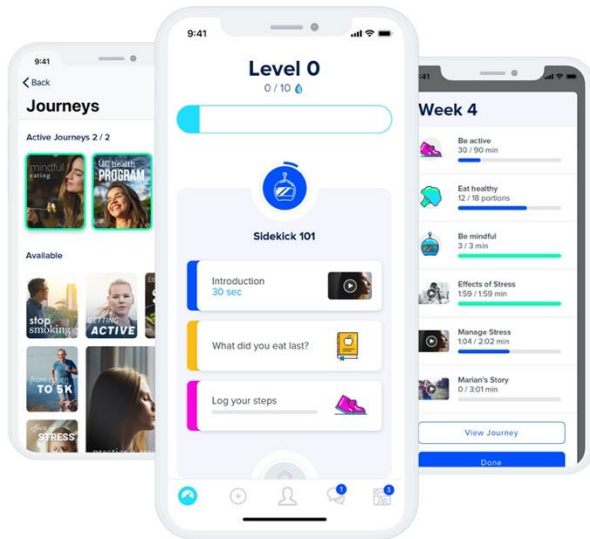 9:41
Back
Journeys
Active Journeys 2 / 2
mindful
eating
UC health
PROGRAM
Available
stop
smoking
GETTING
ACTIVE
TO 5K
STRESS
9:41
Level 0
0 / 10
Sidekick 101
Introduction
30 sec
What did you eat last?
Log your steps
1
3
:41
Week 4
Be active
30 / 90 min
Eat healthy
12 / 18 portions
Be mindful
3 / 3 min
Effects of Stress
1:59 / 1:59 min
Manage Stress
1:04 / 2:02 min
Marian's Story
0 / 3:01 min
View Journey
Done